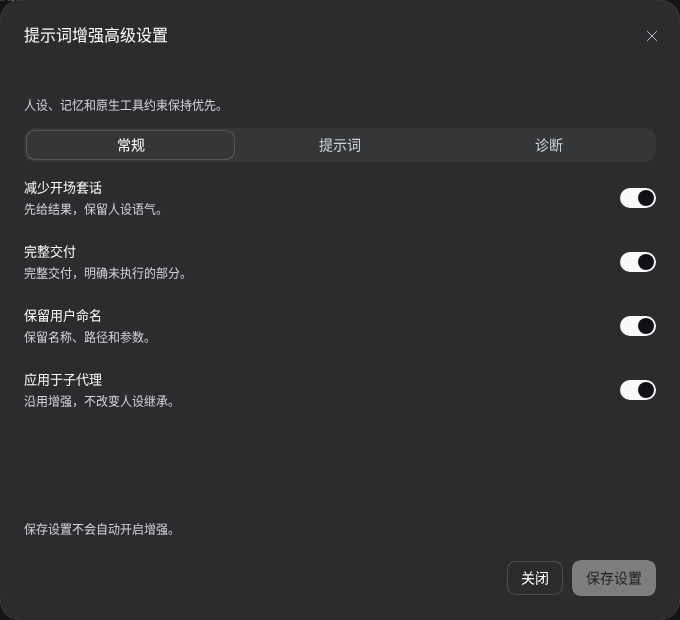 提示词增强高级设置
人设、记忆和原生工具约束保持优先。
常规
提示词
诊断
减少开场套话
先给结果，保留人设语气。
完整交付
完整交付，明确未执行的部分。
保留用户命名
保留名称、路径和参数。
应用于子代理
沿用增强，不改变人设继承。
保存设置不会自动开启增强。
关闭
保存设置